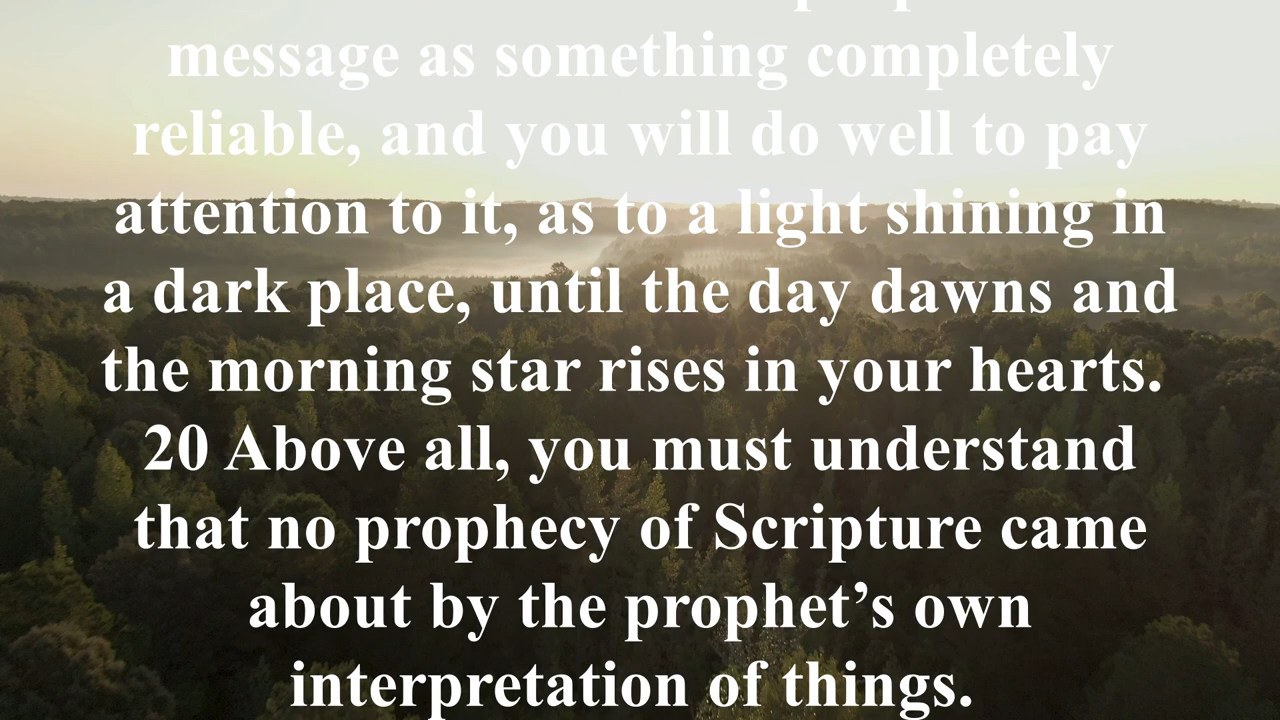 message as something completely
reliable, and you will do well to pay
attention to it, as to a light shining in
a dark place, until the day dawns and
the morning star rises in your hearts.
20 Above all, you must understand
that no prophecy of Scripture came
about by the prophet’s own
interpretation of things.